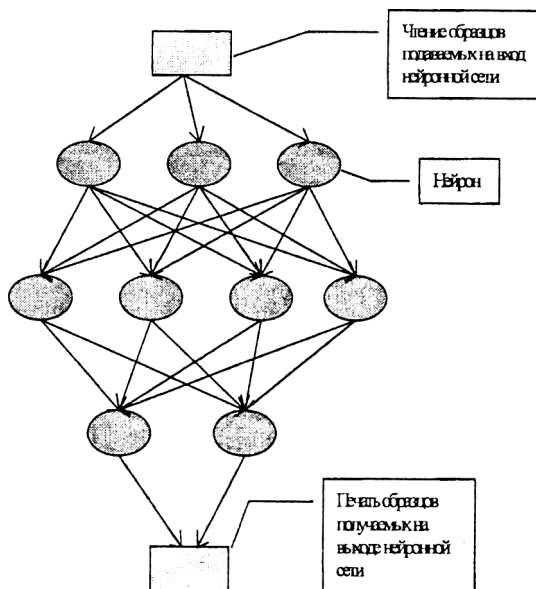 Чтение образцов
подаваемых на вход
нейронной сети
Нейрон
Печать образцов
получаемых на
выходе нейронной
сети